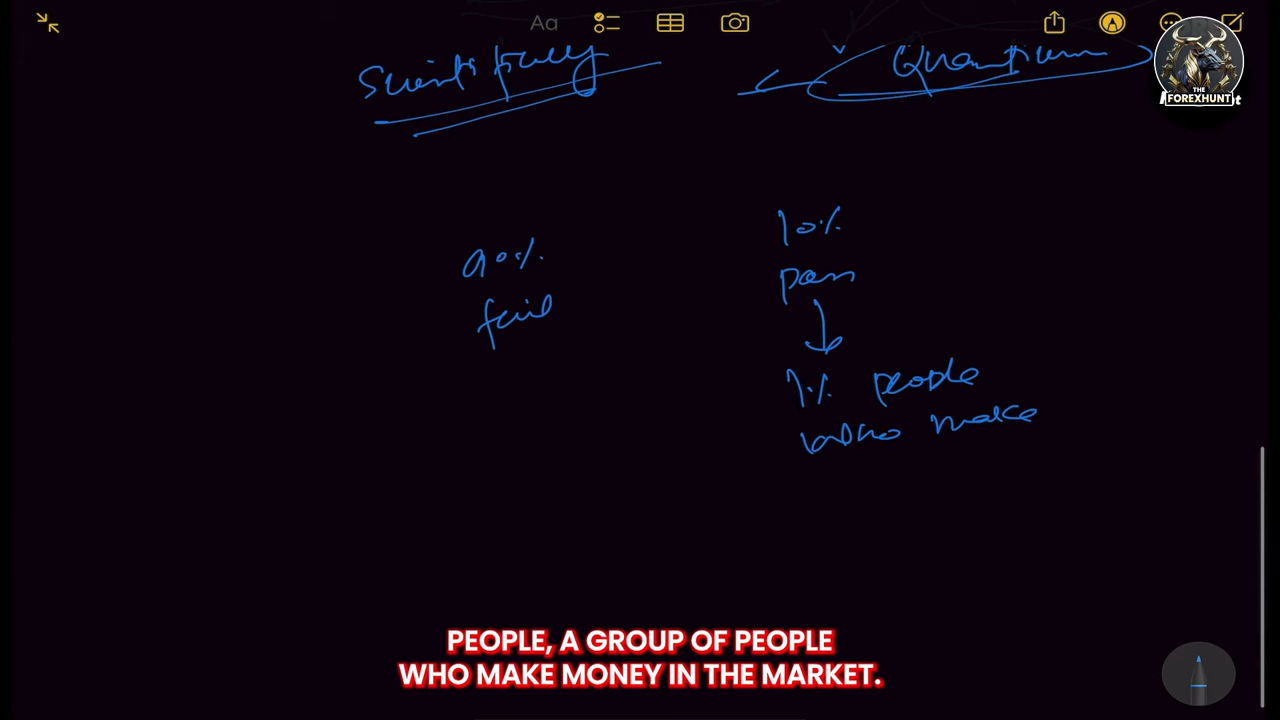 Aa
Scientifically
Quantum
THE
FOREXHUNT
90%
fail
10%
pass
1% people
who make
PEOPLE, A GROUP OF PEOPLE
WHO MAKE MONEY IN THE MARKET.